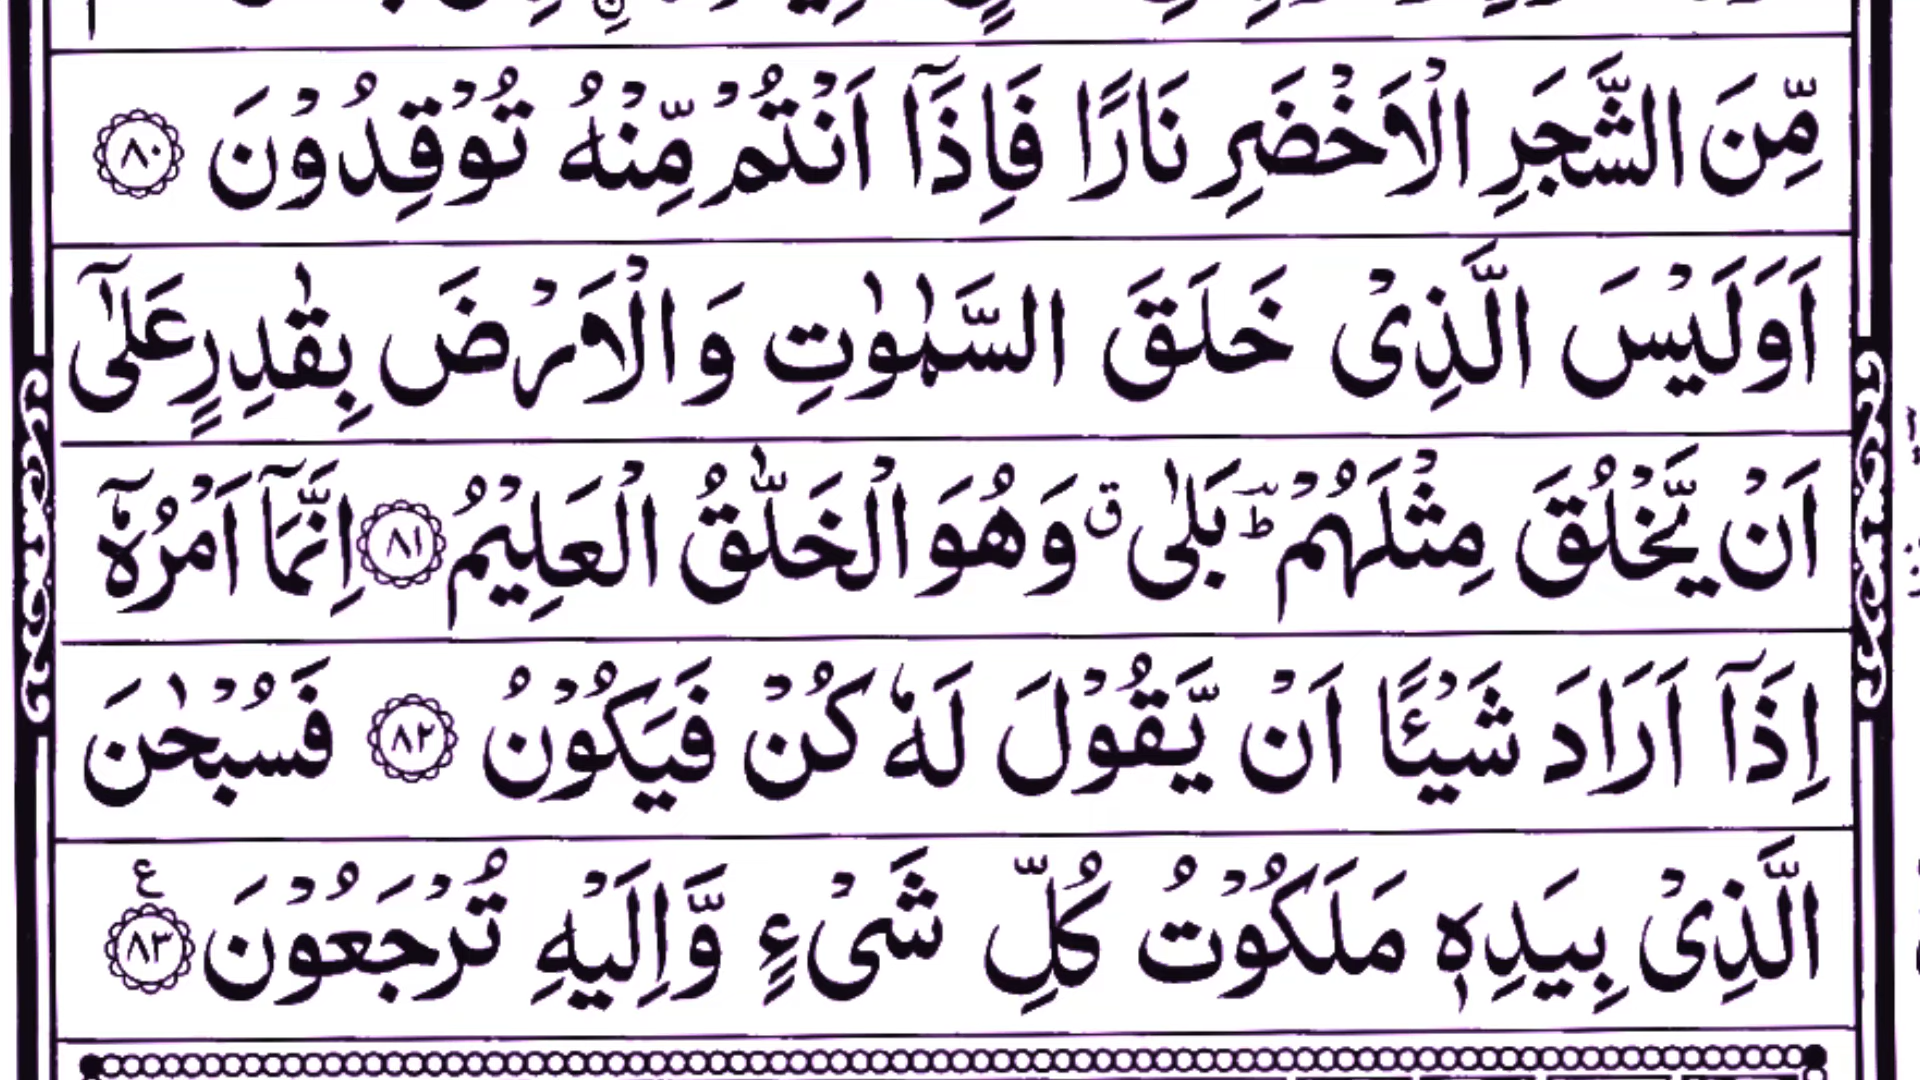 مِّنَ الشَّجَرِ الْاَخْضَرِ نَارًا فَاِذَاۤ اَنْتُمْ مِّنْهُ تُوْقِدُوْنَ ﴿۸۰﴾
اَوَلَيْسَ الَّذِىْ خَلَقَ السَّمٰوٰتِ وَالْاَرْضَ بِقٰدِرٍ عَلٰٓى
اَنْ يَّخْلُقَ مِثْلَهُمْ ؕ بَلٰى ق وَهُوَ الْخَلّٰقُ الْعَلِيْمُ ﴿۸۱﴾ اِنَّمَاۤ اَمْرُهٗۤ
اِذَاۤ اَرَادَ شَيْـًٔا اَنْ يَّقُوْلَ لَهٗ كُنْ فَيَكُوْنُ ﴿۸۲﴾ فَسُبْحٰنَ
الَّذِىْ بِيَدِهٖ مَلَكُوْتُ كُلِّ شَىْءٍ وَّاِلَيْهِ تُرْجَعُوْنَ ﴿۸۳﴾ ع